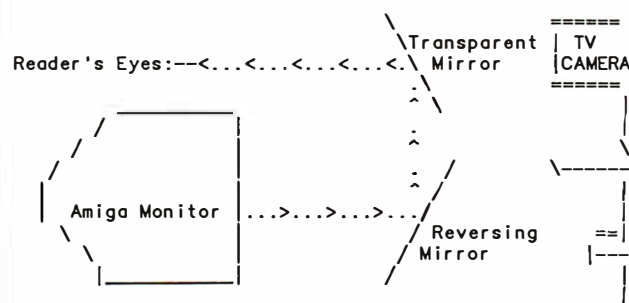 Transparent TV
Reader's Eyes:--<...<...<...<...<. Mirror CAMERA
Amiga Monitor ...>...>...>...
Reversing
Mirror